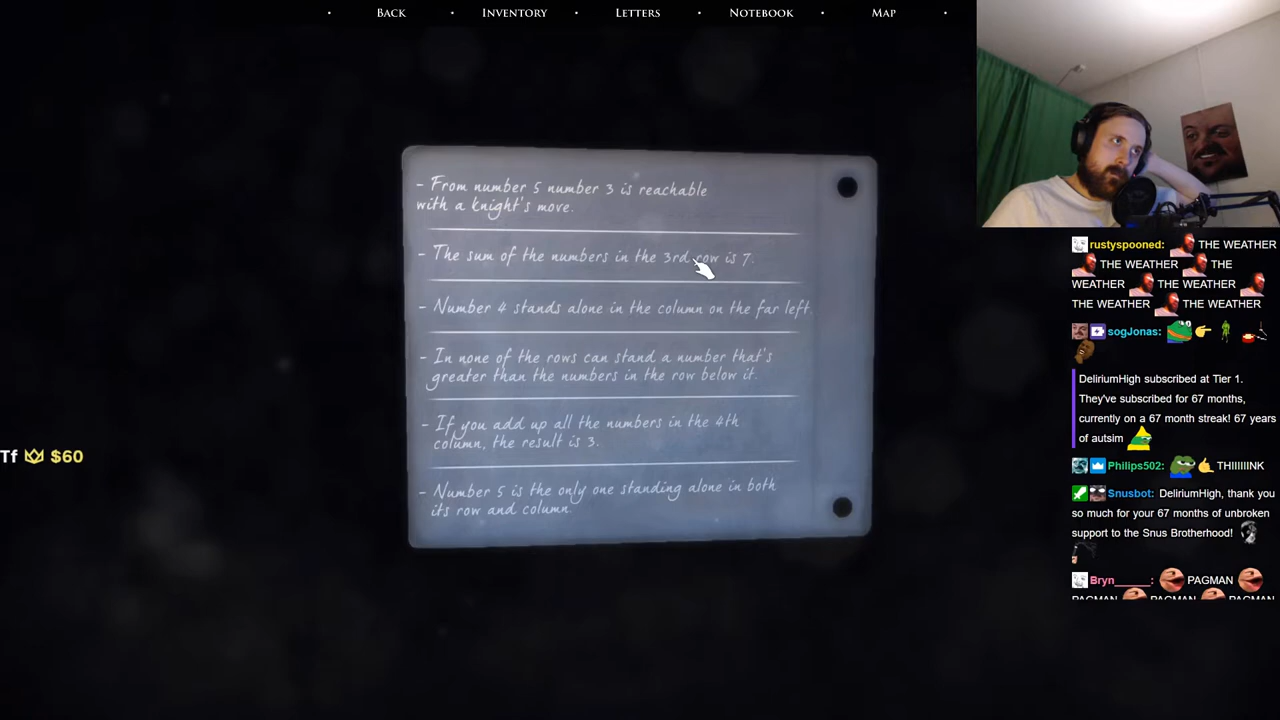 BACK
INVENTORY
LETTERS
NOTEBOOK
MAP
- From number 5 number 3 is reachable
with a knight's move.
- The sum of the numbers in the 3rd row is 7.
- Number 4 stands alone in the column on the far left.
- In none of the rows can stand a number that's
greater than the numbers in the row below it.
- If you add up all the numbers in the 4th
column, the result is 3.
- Number 5 is the only one standing alone in both
its row and column.
Tf $60
rustyspooned: THE WEATHER
THE WEATHER THE
WEATHER THE WEATHER
THE WEATHER THE WEATHER
sogJonas:
DeliriumHigh subscribed at Tier 1.
They've subscribed for 67 months,
currently on a 67 month streak! 67 years
of autsim
Philips502: THIIIIIINK
Snusbot: DeliriumHigh, thank you
so much for your 67 months of unbroken
support to the Snus Brotherhood!
Bryn______: PAGMAN
PAGMAN PAGMAN PAGMAN